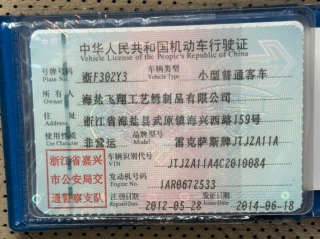 中华人民共和国机动车行驶证
Vehicle License of the People's Republic of China
号牌号码 Plate No. 浙F30ZY3 车辆类型 Vehicle Type 小型普通客车
所有人 Owner 海盐飞翔工艺绣制品有限公司
住址 Address 浙江省海盐县武原镇海兴西路159号
使用性质 Use Character 非营运 品牌型号 Model 雷克萨斯牌JTJZA11A
浙江省嘉兴市公安局交通警察支队
车辆识别代号 VIN JTJZA11A4C2010084
发动机号码 Engine No. 1AR0672533
注册日期 Register Date 2012-05-28 发证日期 Issue Date 2014-06-18